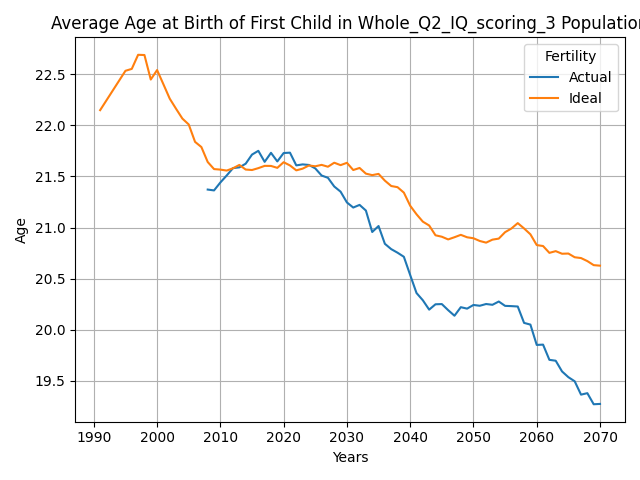 Average Age at Birth of First Child in Whole_Q2_IQ_scoring_3 Population
Fertility
Actual
Ideal
22.5
22.0
21.5
21.0
20.5
20.0
19.5
Age
1990 2000 2010 2020 2030 2040 2050 2060 2070
Years